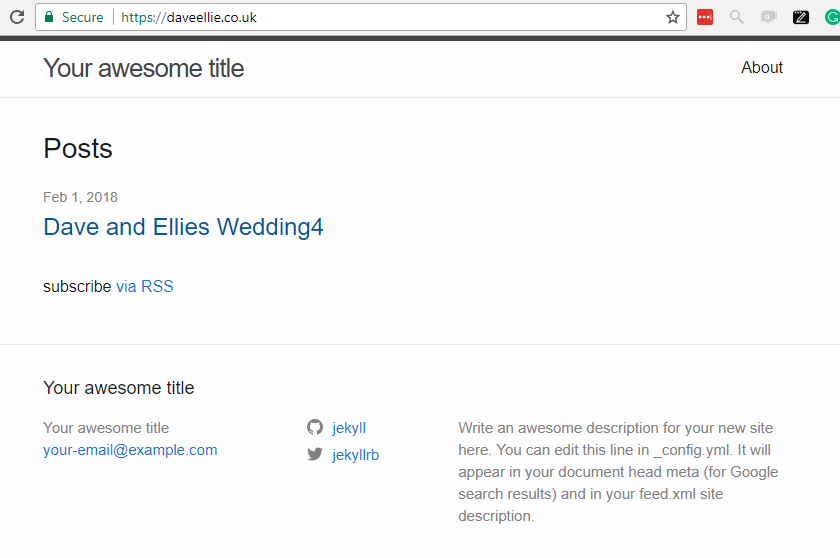 Secure
https://daveellie.co.uk
Your awesome title
About
Posts
Feb 1, 2018
Dave and Ellies Wedding4
subscribe via RSS
Your awesome title
Your awesome title
your-email@example.com
jekyll
jekyllrb
Write an awesome description for your new site
here. You can edit this line in _config.yml. It will
appear in your document head meta (for Google
search results) and in your feed.xml site
description.